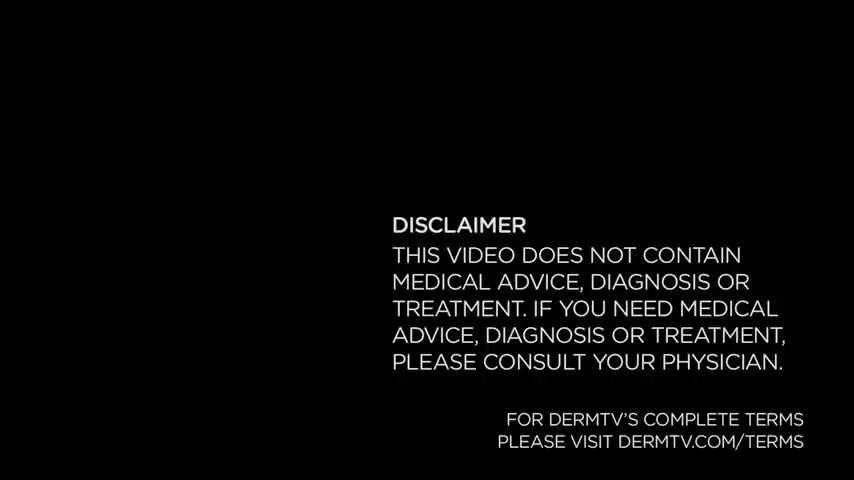 DISCLAIMER
THIS VIDEO DOES NOT CONTAIN
MEDICAL ADVICE, DIAGNOSIS OR
TREATMENT. IF YOU NEED MEDICAL
ADVICE, DIAGNOSIS OR TREATMENT,
PLEASE CONSULT YOUR PHYSICIAN.
FOR DERMTV'S COMPLETE TERMS
PLEASE VISIT DERMTV.COM/TERMS